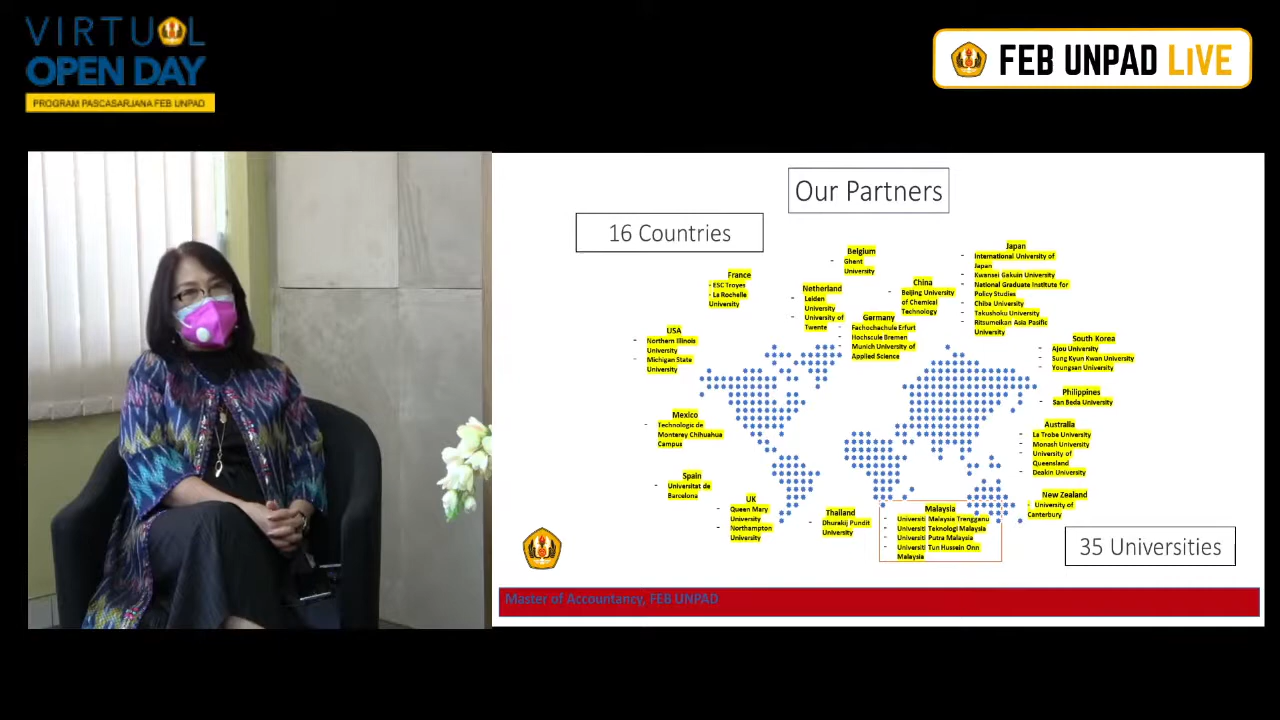 VIRTUAL
OPEN DAY
PROGRAM PASCASARJANA FEB UNPAD
FEB UNPAD LIVE
Our Partners
16 Countries
Belgium
- Ghent
University
Japan
- International University of
Japan
- Kwansei Gakuin University
- National Graduate Institute for
Policy Studies
- Chiba University
- Takushoku University
- Ritsumeikan Asia Pasific
University
France
- ESC Troyes
- La Rochelle
University
Netherland
- Leiden
University
- University of
Twente
China
- Beijing University
of Chemical
Technology
Germany
- Fachochachule Erfurt
- Hochscule Bremen
- Munich University of
Applied Science
USA
- Northern Illinois
University
- Michigan State
University
South Korea
- Ajou University
- Sung Kyun Kwan University
- Youngsan University
Philippines
- San Beda University
Mexico
- Technologis de
Monterey Chihuahua
Campus
Australia
- La Trobe University
- Monash University
- University of
Queensland
- Deakin University
Spain
- Universitat de
Barcelona
UK
- Queen Mary
University
- Northampton
University
Thailand
- Dhurakij Pundit
University
Malaysia
- Universiti Malaysia Trengganu
- Universiti Teknologi Malaysia
- Universiti Putra Malaysia
- Universiti Tun Hussein Onn
Malaysia
New Zealand
- University of
Canterbury
35 Universities
Master of Accountancy, FEB UNPAD